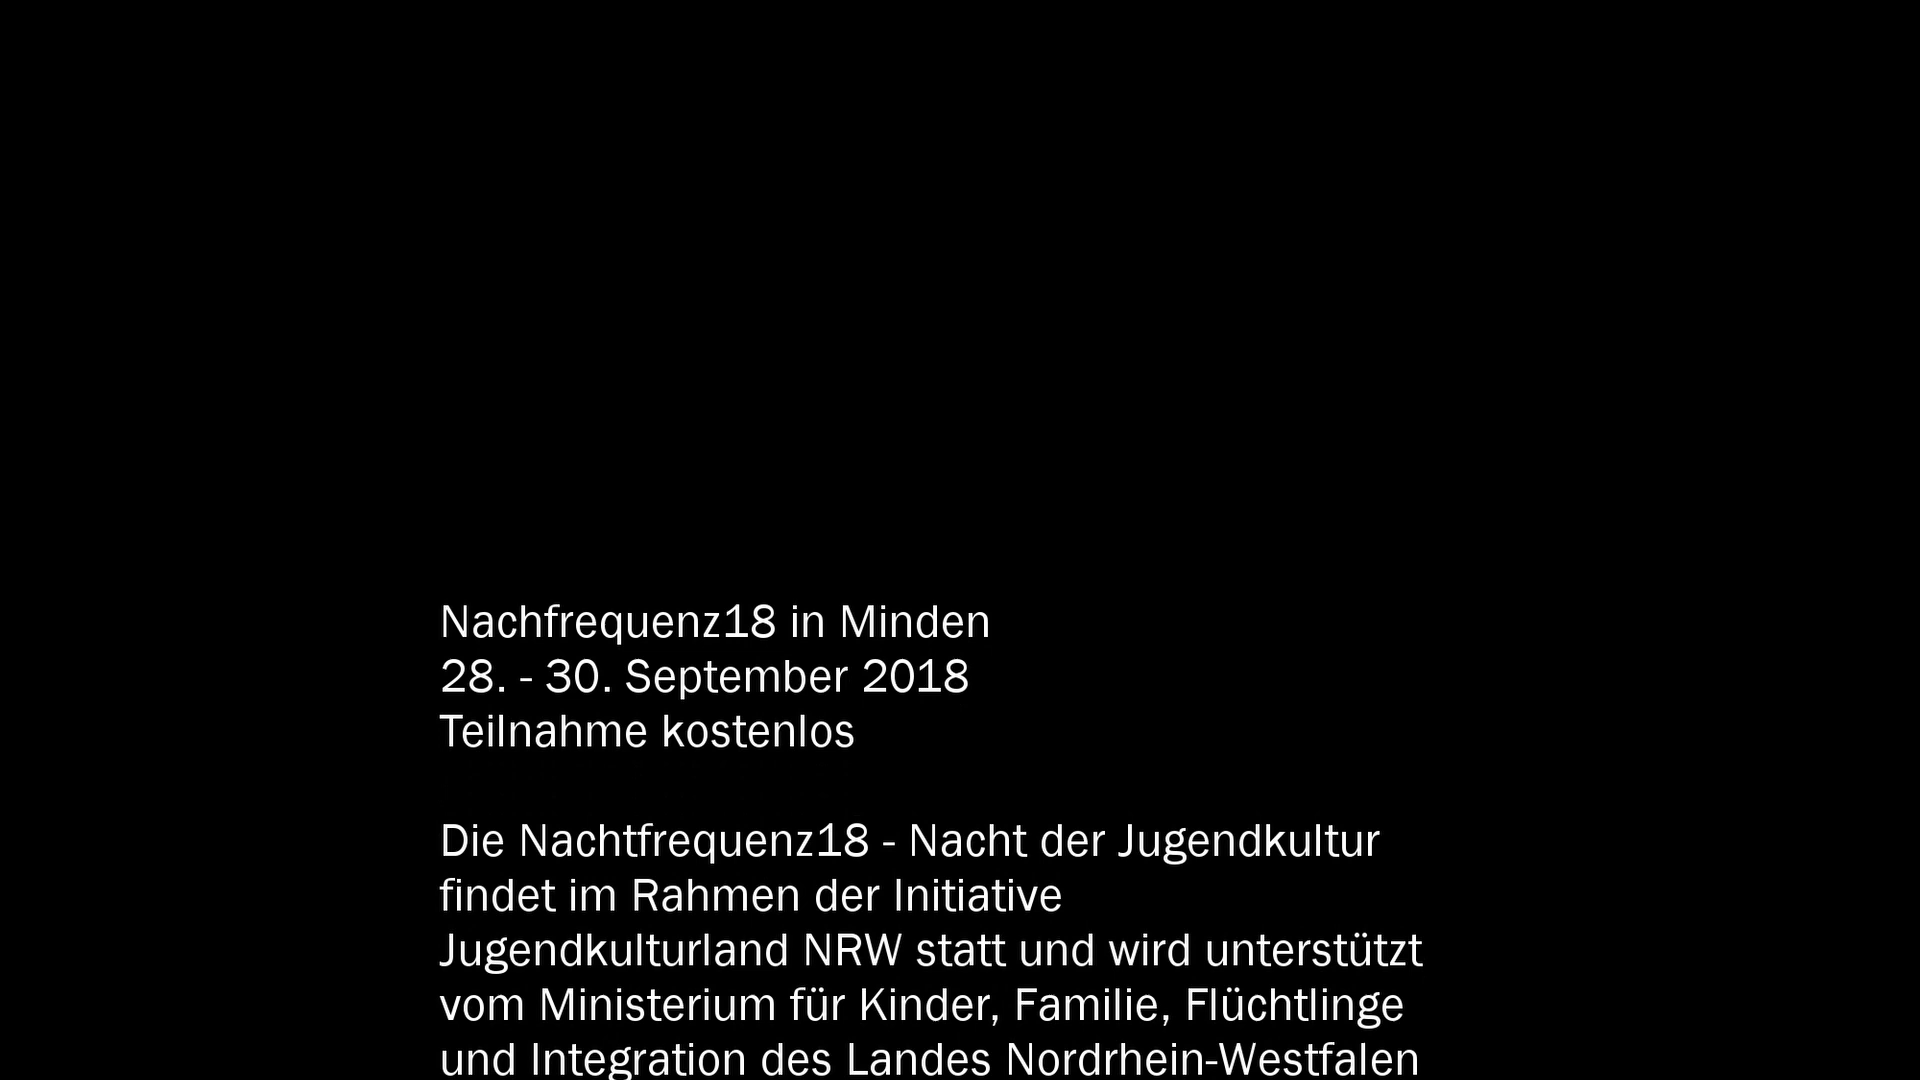 Nachfrequenz18 in Minden
28. - 30. September 2018
Teilnahme kostenlos
Die Nachtfrequenz18 - Nacht der Jugendkultur
findet im Rahmen der Initiative
Jugendkulturland NRW statt und wird unterstützt
vom Ministerium für Kinder, Familie, Flüchtlinge
und Integration des Landes Nordrhein-Westfalen